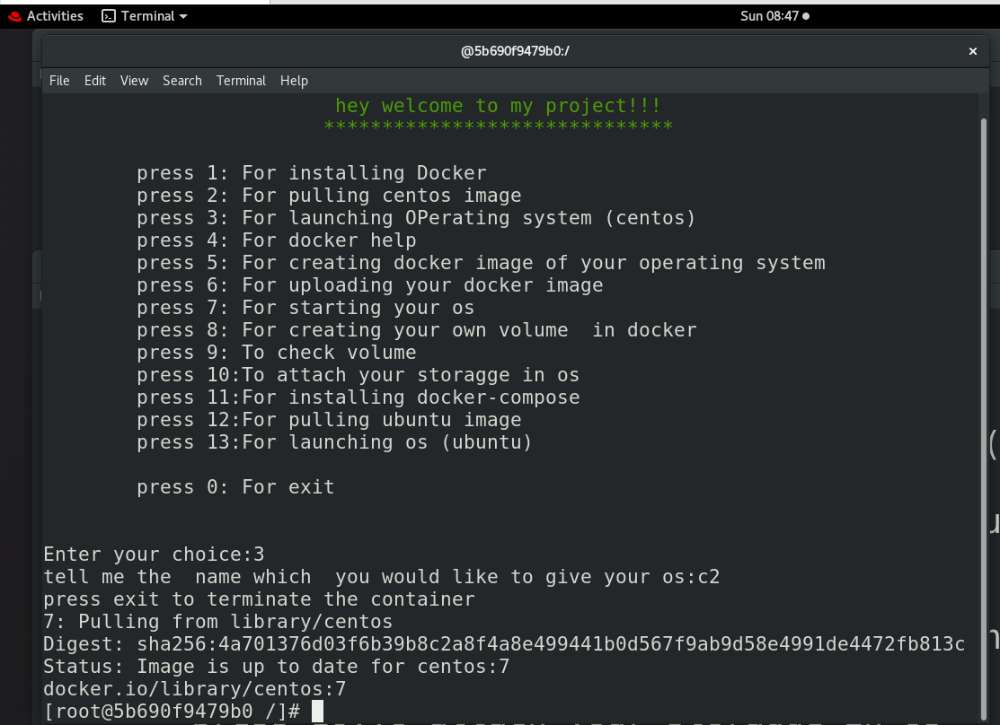 Activities Terminal Sun 08:47
@5b690f9479b0:/ ×
File Edit View Search Terminal Help
hey welcome to my project!!!
******************************
press 1: For installing Docker
press 2: For pulling centos image
press 3: For launching OPerating system (centos)
press 4: For docker help
press 5: For creating docker image of your operating system
press 6: For uploading your docker image
press 7: For starting your os
press 8: For creating your own volume  in docker
press 9: To check volume
press 10:To attach your storagge in os
press 11:For installing docker-compose
press 12:For pulling ubuntu image
press 13:For launching os (ubuntu)
press 0: For exit
Enter your choice:3
tell me the  name which  you would like to give your os:c2
press exit to terminate the container
7: Pulling from library/centos
Digest: sha256:4a701376d03f6b39b8c2a8f4a8e499441b0d567f9ab9d58e4991de4472fb813c
Status: Image is up to date for centos:7
docker.io/library/centos:7
[root@5b690f9479b0 /]#